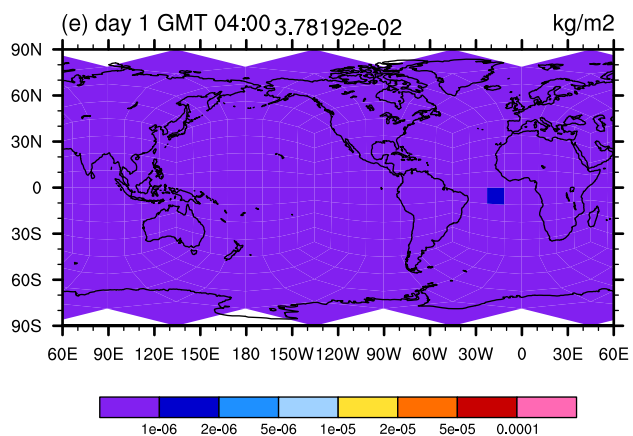 (e) day 1 GMT 04:00 3.78192e-02 kg/m2
90N
60N
30N
0
30S
60S
90S
60E 90E 120E 150E 180 150W 120W 90W 60W 30W 0 30E 60E
1e-06 2e-06 5e-06 1e-05 2e-05 5e-05 0.0001